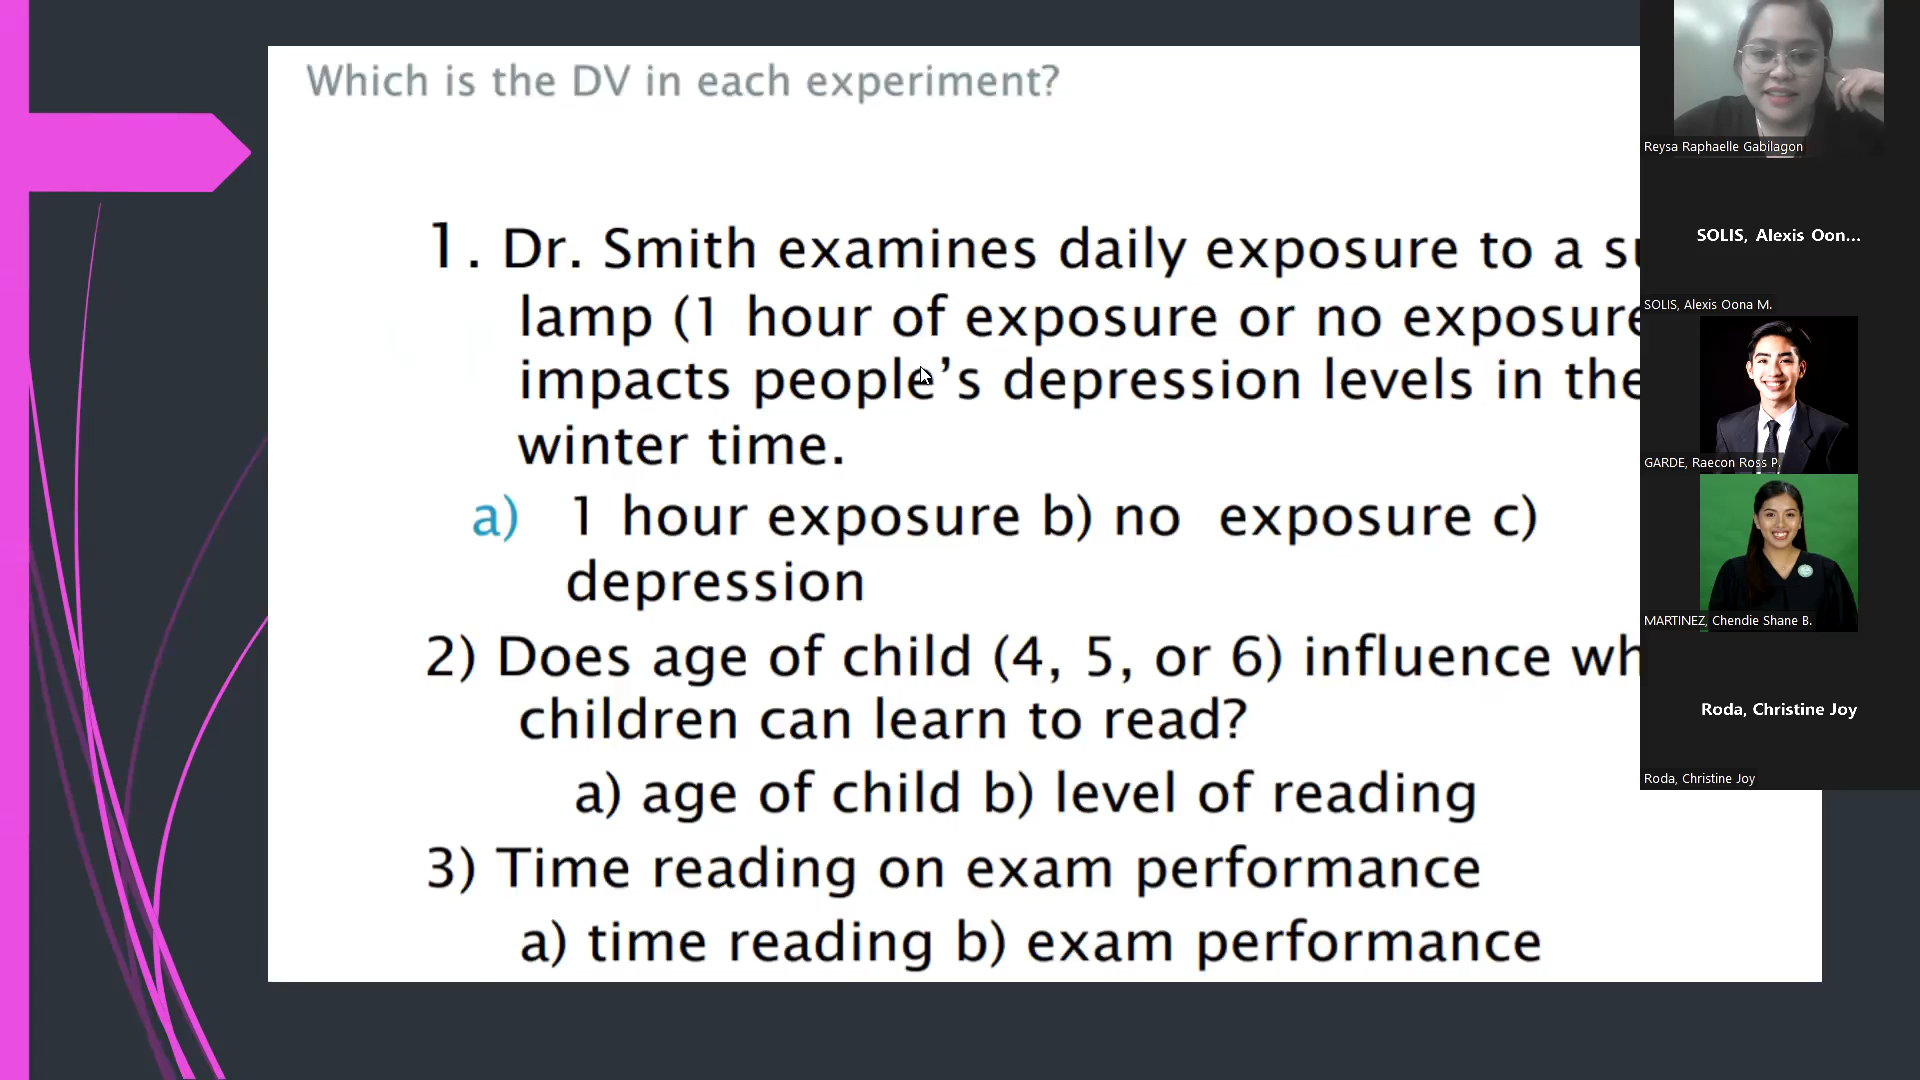 Which is the DV in each experiment?
1. Dr. Smith examines daily exposure to a
lamp (1 hour of exposure or no exposure
impacts people’s depression levels in the
winter time.
a) 1 hour exposure b) no exposure c)
depression
2) Does age of child (4, 5, or 6) influence
children can learn to read?
a) age of child b) level of reading
3) Time reading on exam performance
a) time reading b) exam performance
Reysa Raphaelle Gabilagon
SOLIS, Alexis Oon...
SOLIS, Alexis Oona M.
GARDE, Raecon Ross P.
MARTINEZ, Chendie Shane B.
Roda, Christine Joy
Roda, Christine Joy